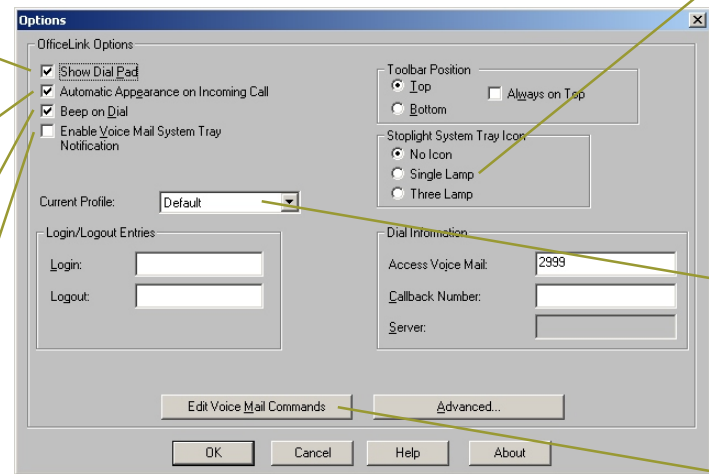 Options
OfficeLink Options
Show Dial Pad
Automatic Appearance on Incoming Call
Beep on Dial
Enable Voice Mail System Tray
Notification
Toolbar Position
Top
Always on Top
Bottom
Stoplight System Tray Icon
No Icon
Single Lamp
Three Lamp
Current Profile: Default
Login/Logout Entries
Login:
Logout:
Dial Information
Access Voice Mail: 2999
Callback Number:
Server:
Edit Voice Mail Commands
Advanced...
OK Cancel Help About